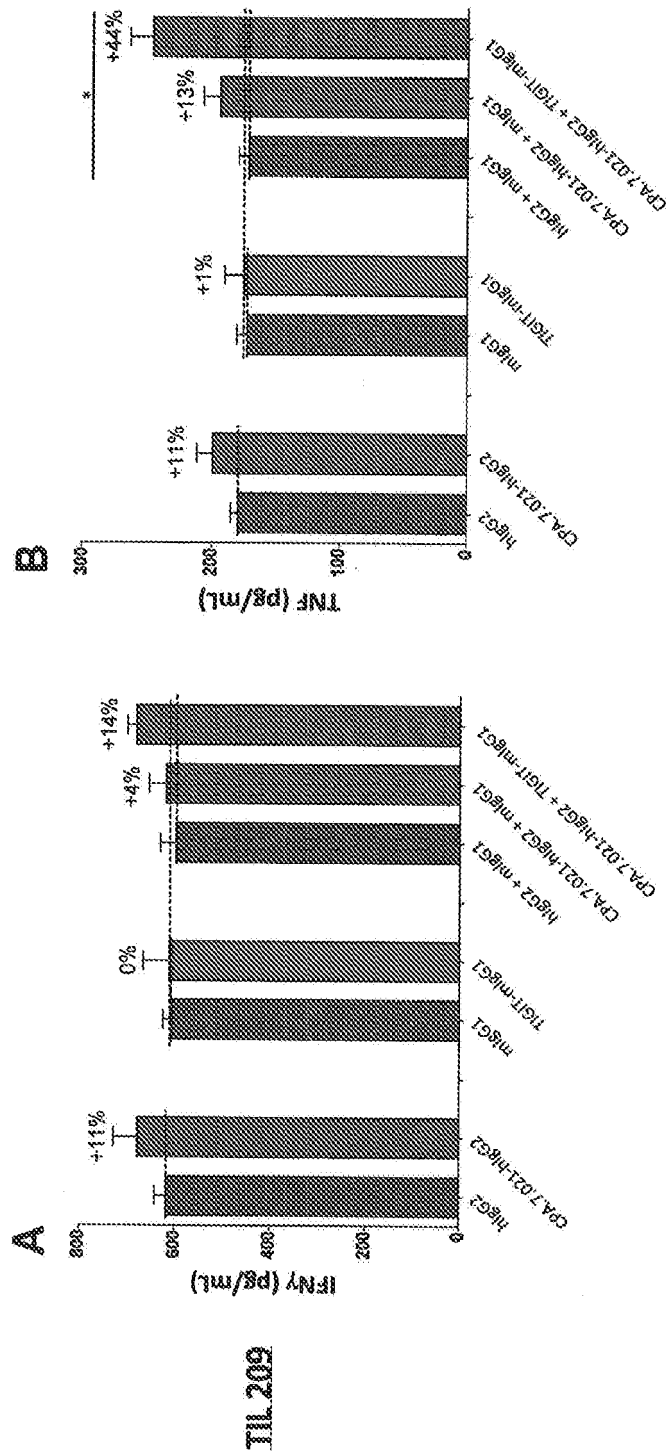 TIL 209
A
IFNγ (pg/mL)
800
600
400
200
0
+11%
0%
+4%
+14%
hIgG2
CPA.7.021-hIgG2
mIgG1
TIGIT-mIgG1
hIgG2 + mIgG1
CPA.7.021-hIgG2 + mIgG1
CPA.7.021-hIgG2 + TIGIT-mIgG1
B
TNF (pg/mL)
300
200
100
0
+11%
+1%
+13%
+44%
*
hIgG2
CPA.7.021-hIgG2
mIgG1
TIGIT-mIgG1
hIgG2 + mIgG1
CPA.7.021-hIgG2 + mIgG1
CPA.7.021-hIgG2 + TIGIT-mIgG1